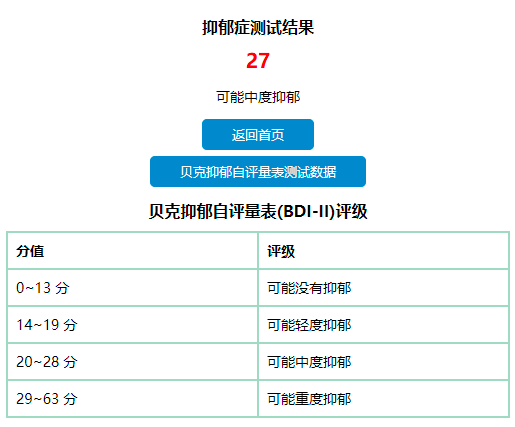 抑郁症测试结果
27
可能中度抑郁
返回首页
贝克抑郁自评量表测试数据
贝克抑郁自评量表(BDI-II)评级
分值 评级
0~13 分 可能没有抑郁
14~19 分 可能轻度抑郁
20~28 分 可能中度抑郁
29~63 分 可能重度抑郁